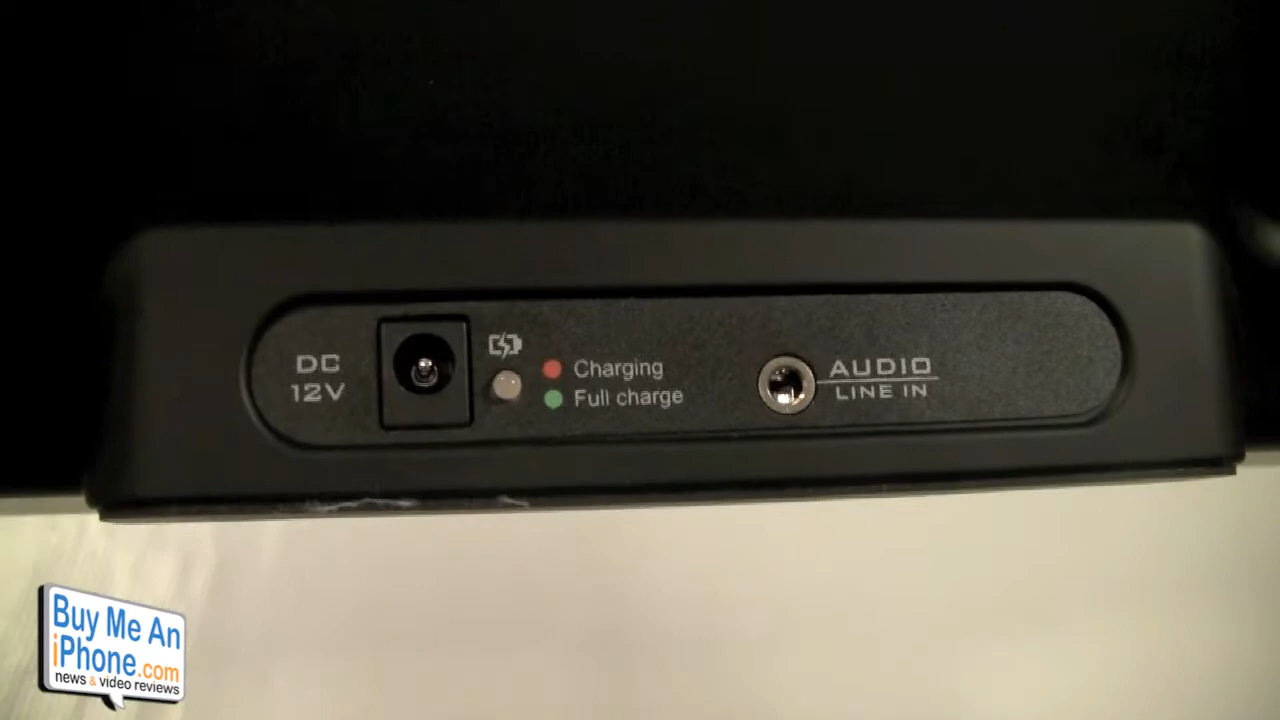 DC
12V
Charging
Full charge
AUDIO
LINE IN
Buy Me An
iPhone.com
news & video reviews